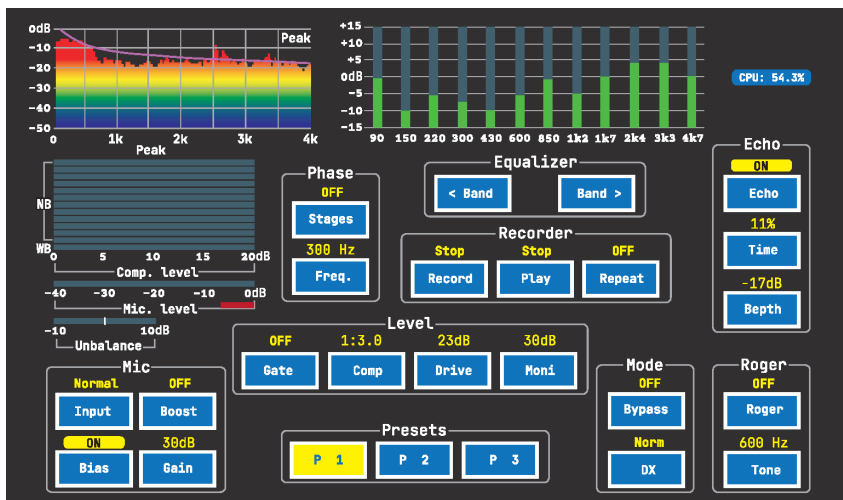 0dB
-10
-20
-30
-40
-50
Peak
0 1k 2k 3k 4k
Peak
+15
+10
+5
0dB
-5
-10
-15
90 150 220 300 430 600 850 1k2 1k7 2k4 3k3 4k7
CPU: 54.3%
NB
WB
0 5 10 15 20dB
Comp. level
-40 -30 -20 -10 0dB
Mic. level
-10 10dB
Unbalance
Phase
OFF
Stages
300 Hz
Freq.
Equalizer
< Band Band >
Recorder
Stop Stop OFF
Record Play Repeat
Echo
ON
Echo
11%
Time
-17dB
Bepth
Level
OFF 1:3.0 23dB 30dB
Gate Comp Drive Moni
Mic
Normal OFF
Input Boost
ON 30dB
Bias Gain
Presets
P 1 P 2 P 3
Mode
OFF
Bypass
Norm
DX
Roger
OFF
Roger
600 Hz
Tone